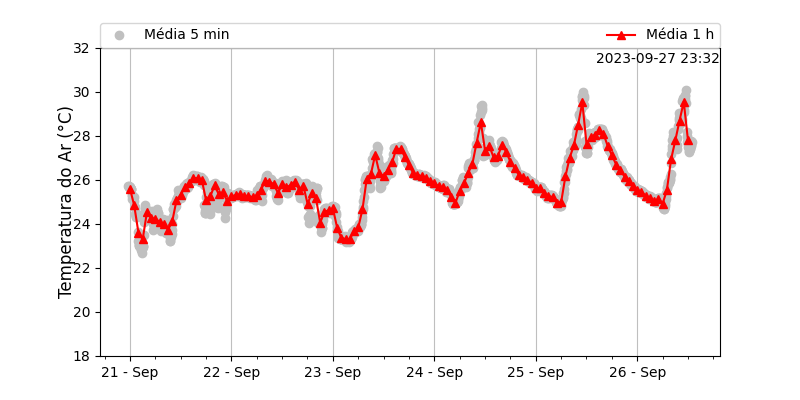 Média 5 min
Média 1 h
2023-09-27 23:32
Temperatura do Ar (°C)
32
30
28
26
24
22
20
18
21 - Sep
22 - Sep
23 - Sep
24 - Sep
25 - Sep
26 - Sep